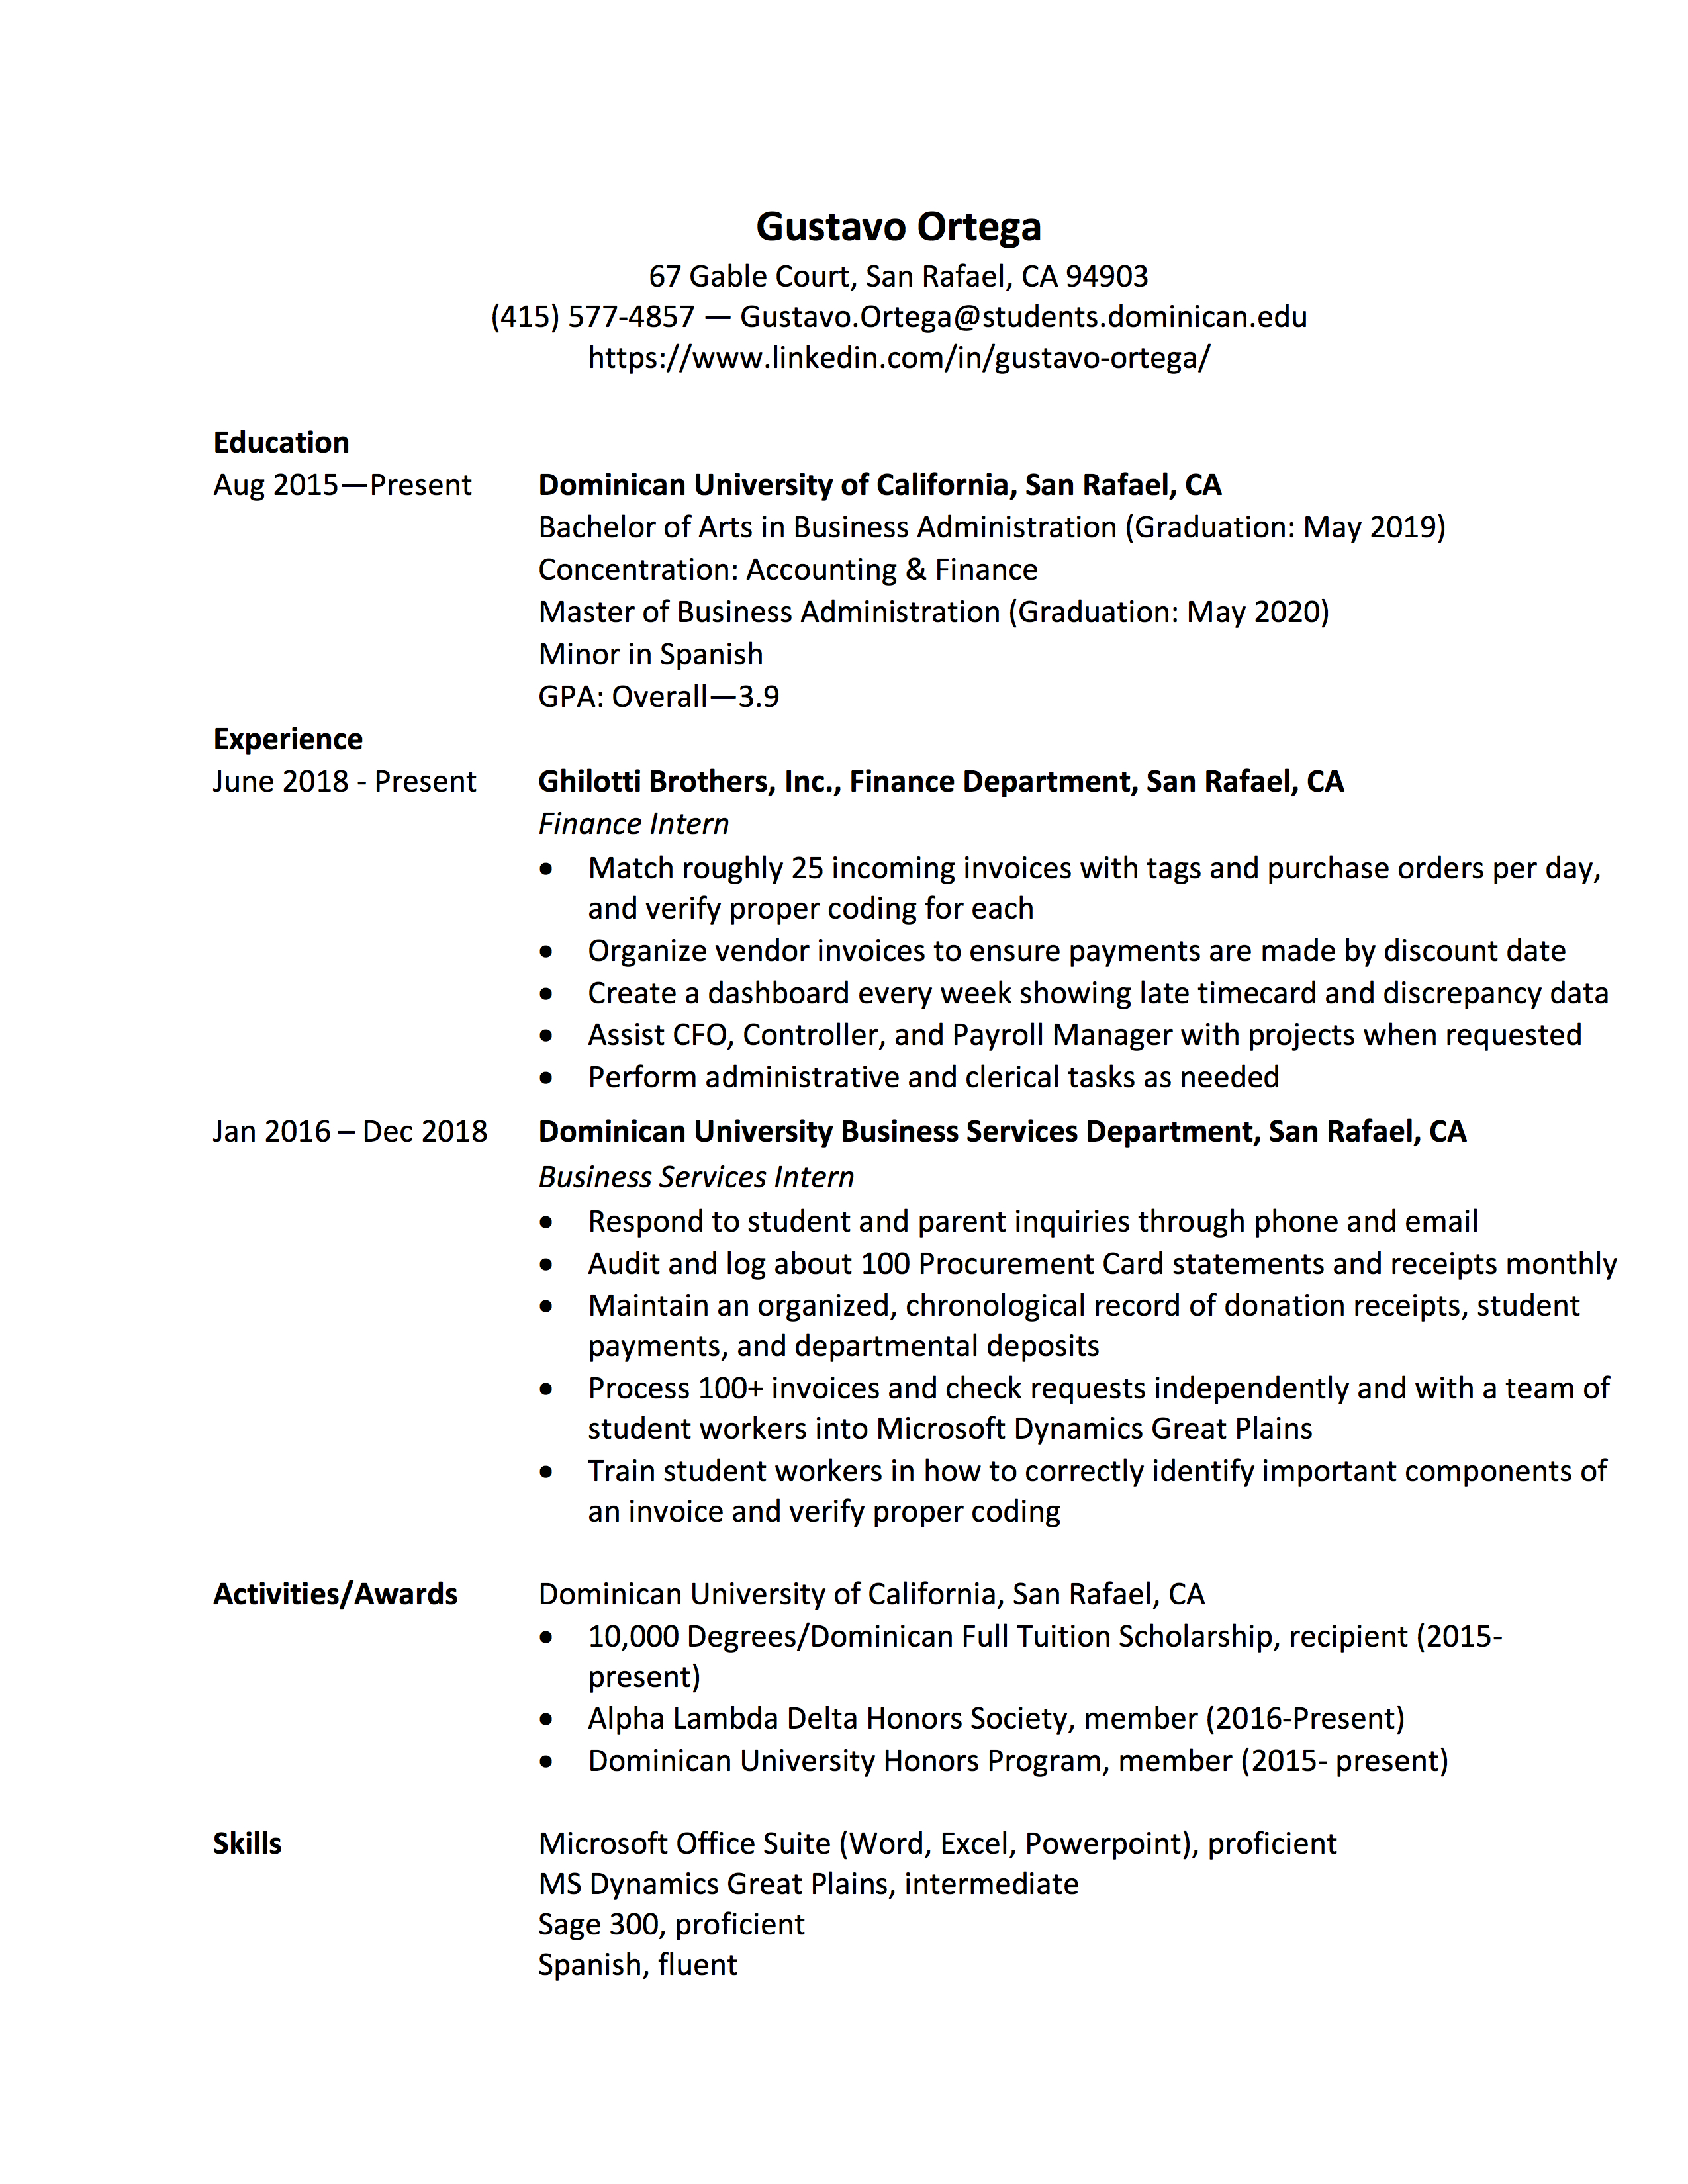 Gustavo Ortega
67 Gable Court, San Rafael, CA 94903
(415) 577-4857 — Gustavo.Ortega@students.dominican.edu
https://www.linkedin.com/in/gustavo-ortega/
Education
Aug 2015—Present Dominican University of California, San Rafael, CA
Bachelor of Arts in Business Administration (Graduation: May 2019)
Concentration: Accounting & Finance
Master of Business Administration (Graduation: May 2020)
Minor in Spanish
GPA: Overall—3.9
Experience
June 2018 - Present Ghilotti Brothers, Inc., Finance Department, San Rafael, CA
Finance Intern
• Match roughly 25 incoming invoices with tags and purchase orders per day,
and verify proper coding for each
• Organize vendor invoices to ensure payments are made by discount date
• Create a dashboard every week showing late timecard and discrepancy data
• Assist CFO, Controller, and Payroll Manager with projects when requested
• Perform administrative and clerical tasks as needed
Jan 2016 – Dec 2018 Dominican University Business Services Department, San Rafael, CA
Business Services Intern
• Respond to student and parent inquiries through phone and email
• Audit and log about 100 Procurement Card statements and receipts monthly
• Maintain an organized, chronological record of donation receipts, student
payments, and departmental deposits
• Process 100+ invoices and check requests independently and with a team of
student workers into Microsoft Dynamics Great Plains
• Train student workers in how to correctly identify important components of
an invoice and verify proper coding
Activities/Awards Dominican University of California, San Rafael, CA
• 10,000 Degrees/Dominican Full Tuition Scholarship, recipient (2015-
present)
• Alpha Lambda Delta Honors Society, member (2016-Present)
• Dominican University Honors Program, member (2015- present)
Skills Microsoft Office Suite (Word, Excel, Powerpoint), proficient
MS Dynamics Great Plains, intermediate
Sage 300, proficient
Spanish, fluent